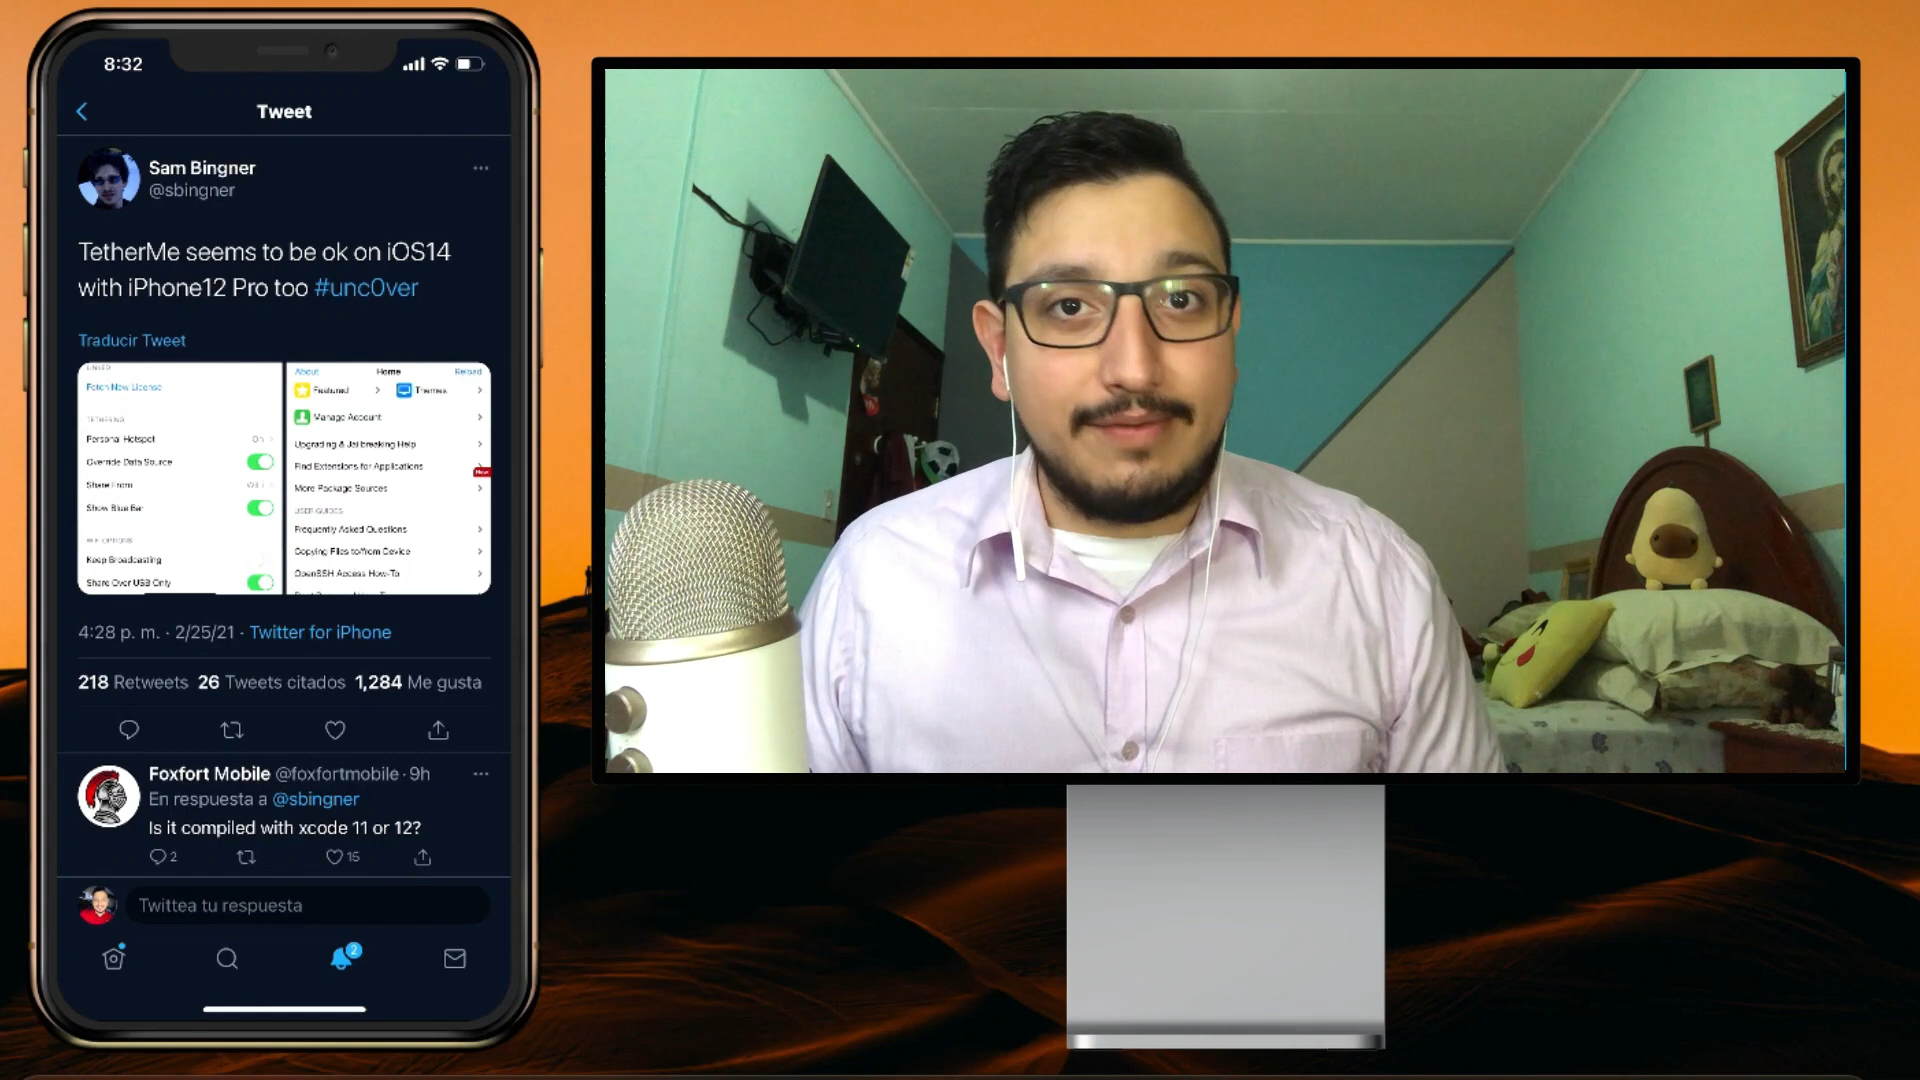 8:32
Tweet
Sam Bingner
@sbingner
TetherMe seems to be ok on iOS14
with iPhone12 Pro too #unc0ver
Traducir Tweet
Fetch New License
TETHERING
Personal Hotspot On
Override Data Source
Share From
Show Blue Bar
Keep Broadcasting
Share Over USB Only
About Home Reload
Featured Themes
Manage Account
Upgrading & Jailbreaking Help
Find Extensions for Applications
New
More Package Sources
USER GUIDES
Frequently Asked Questions
Copying Files to/from Device
OpenSSH Access How-To
4:28 p. m. · 2/25/21 · Twitter for iPhone
218 Retweets 26 Tweets citados 1,284 Me gusta
Foxfort Mobile @foxfortmobile · 9h
En respuesta a @sbingner
Is it compiled with xcode 11 or 12?
2 15
Twittea tu respuesta
2